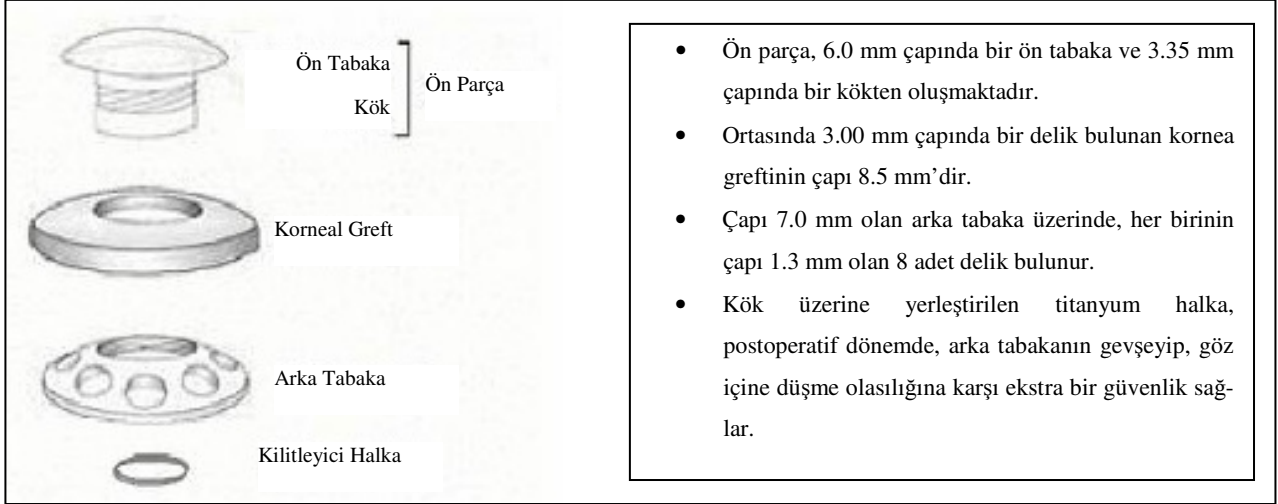 Ön Tabaka
Kök
Ön Parça
Korneal Greft
Arka Tabaka
Kilitleyici Halka
• Ön parça, 6.0 mm çapında bir ön tabaka ve 3.35 mm
çapında bir kökten oluşmaktadır.
• Ortasında 3.00 mm çapında bir delik bulunan kornea
greftinin çapı 8.5 mm’dir.
• Çapı 7.0 mm olan arka tabaka üzerinde, her birinin
çapı 1.3 mm olan 8 adet delik bulunur.
• Kök üzerine yerleştirilen titanyum halka,
postoperatif dönemde, arka tabakanın gevşeyip, göz
içine düşme olasılığına karşı ekstra bir güvenlik sağ-
lar.